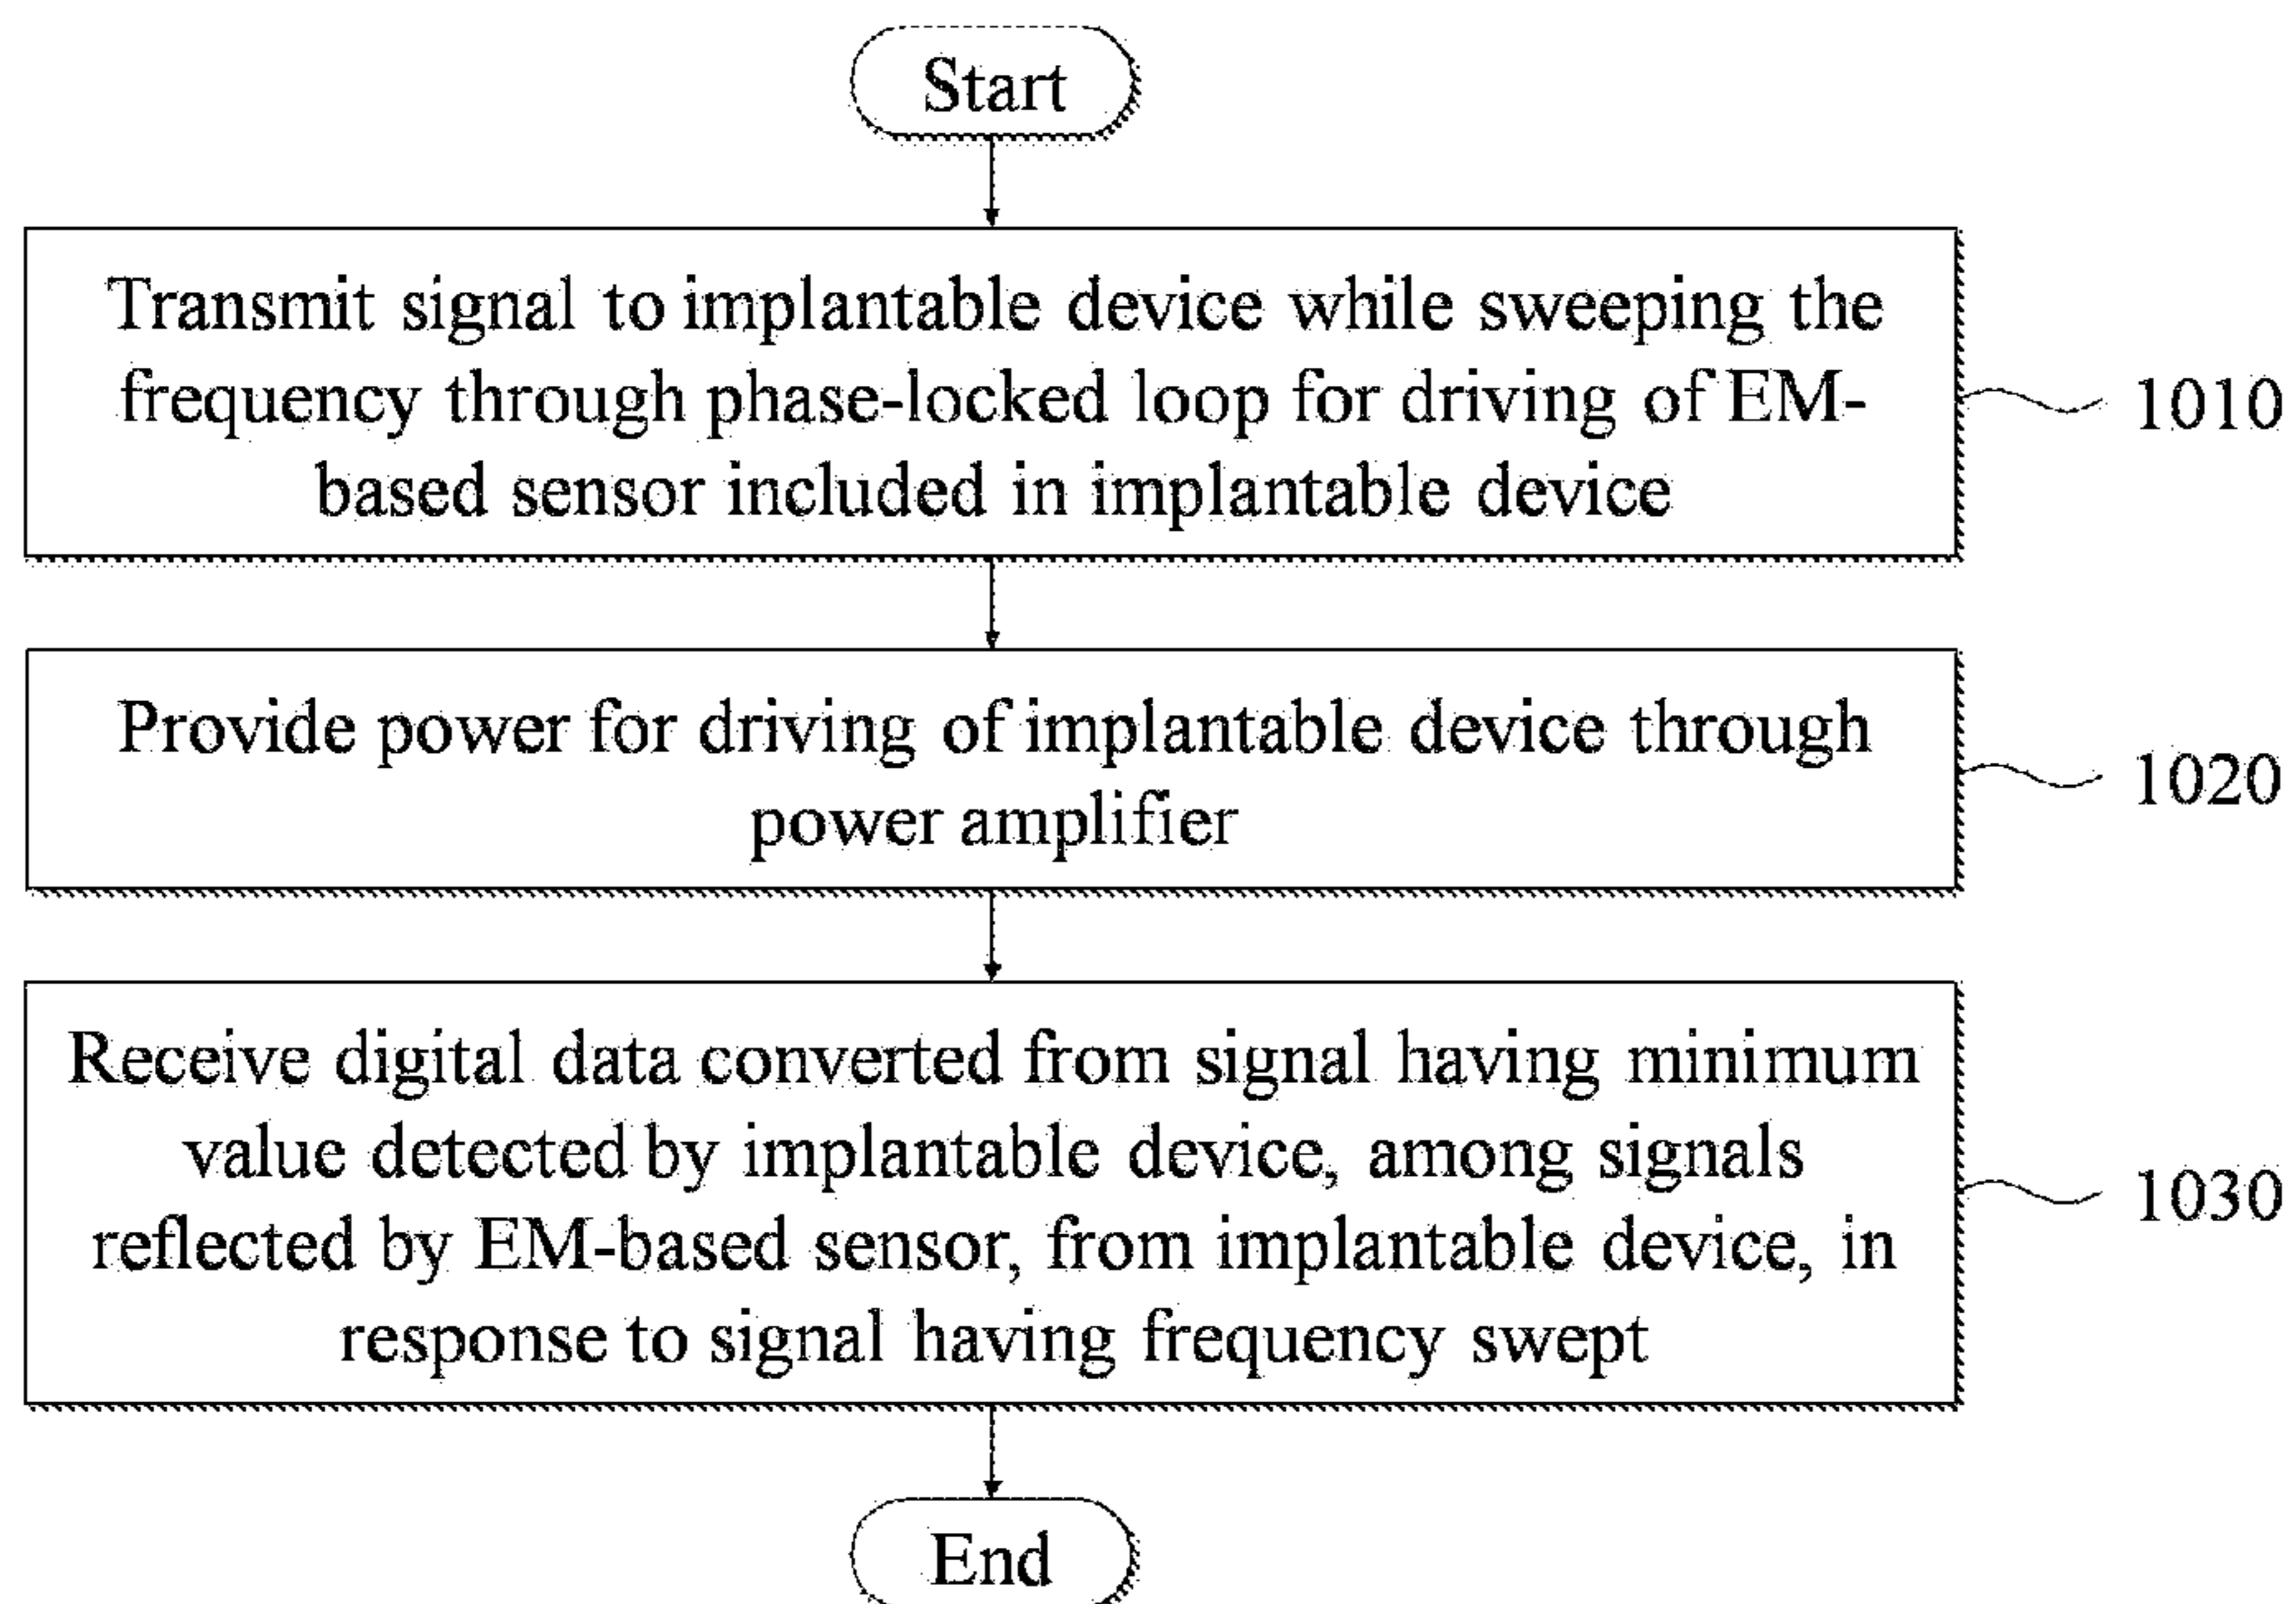 Start
Transmit signal to implantable device while sweeping the
frequency through phase-locked loop for driving of EM-
based sensor included in implantable device
1010
Provide power for driving of implantable device through
power amplifier
1020
Receive digital data converted from signal having minimum
value detected by implantable device, among signals
reflected by EM-based sensor, from implantable device, in
response to signal having frequency swept
1030
End